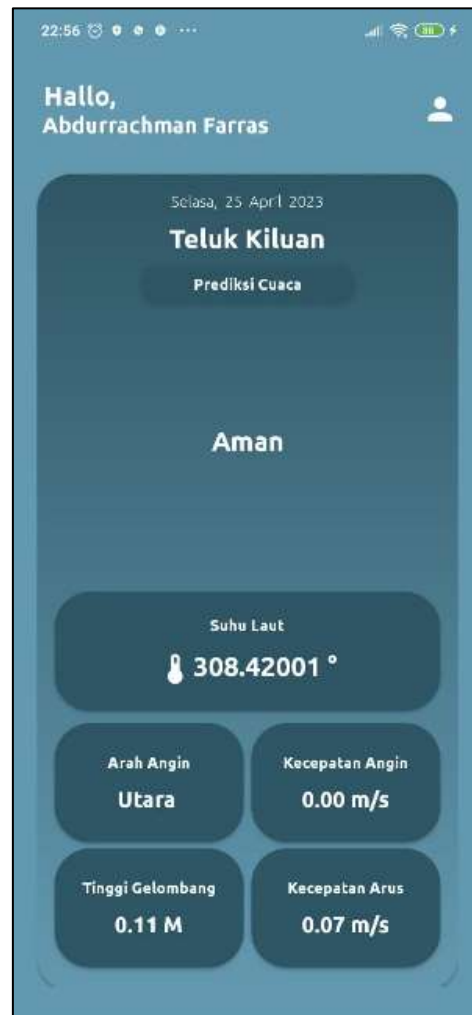 22:56
Hallo,
Abdurrachman Farras
Selasa, 25 April 2023
Teluk Kiluan
Prediksi Cuaca
Aman
Suhu Laut
308.42001 °
Arah Angin
Utara
Kecepatan Angin
0.00 m/s
Tinggi Gelombang
0.11 M
Kecepatan Arus
0.07 m/s